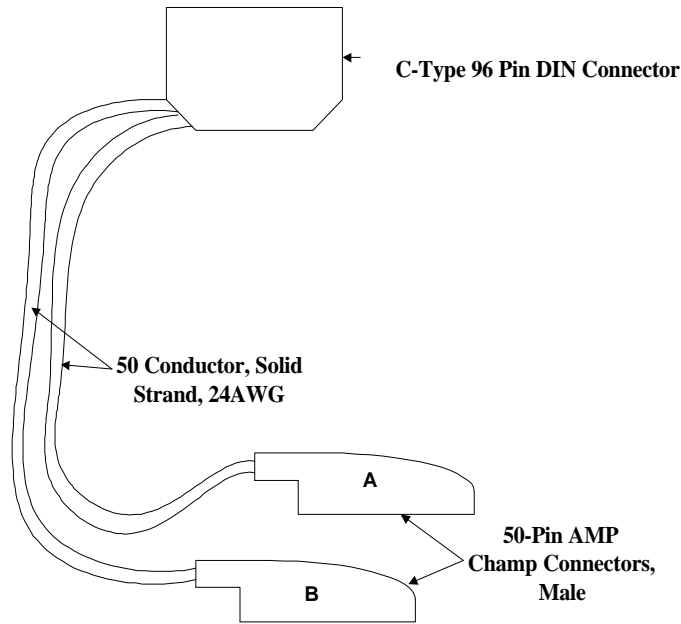 C-Type 96 Pin DIN Connector
50 Conductor, Solid
Strand, 24AWG
A
50-Pin AMP
Champ Connectors,
Male
B